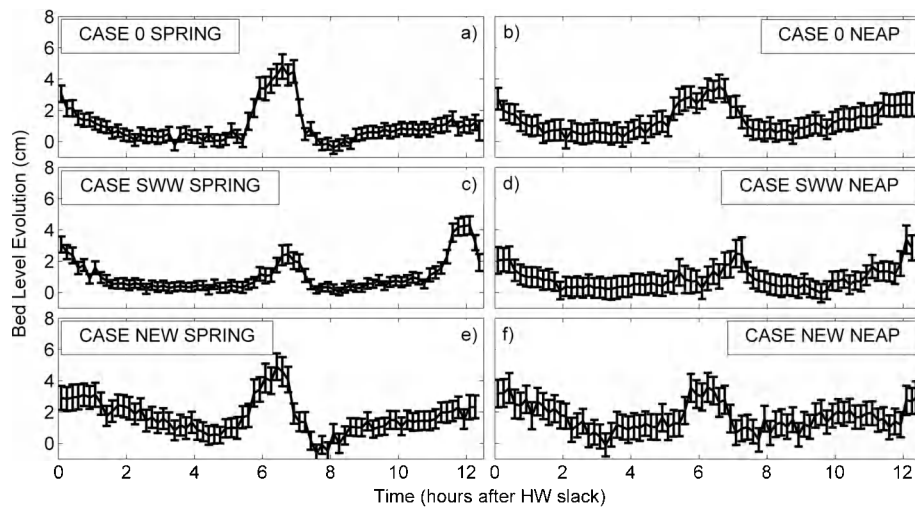 8
6
4
2
0
CASE 0 SPRING
a)
b)
CASE 0 NEAP
Bed Level Evolution (cm)
8
6
4
2
0
CASE SWW SPRING
c)
d)
CASE SWW NEAP
8
6
4
2
0
CASE NEW SPRING
e)
f)
CASE NEW NEAP
0 2 4 6 8 10 12 0 2 4 6 8 10 12
Time (hours after HW slack)